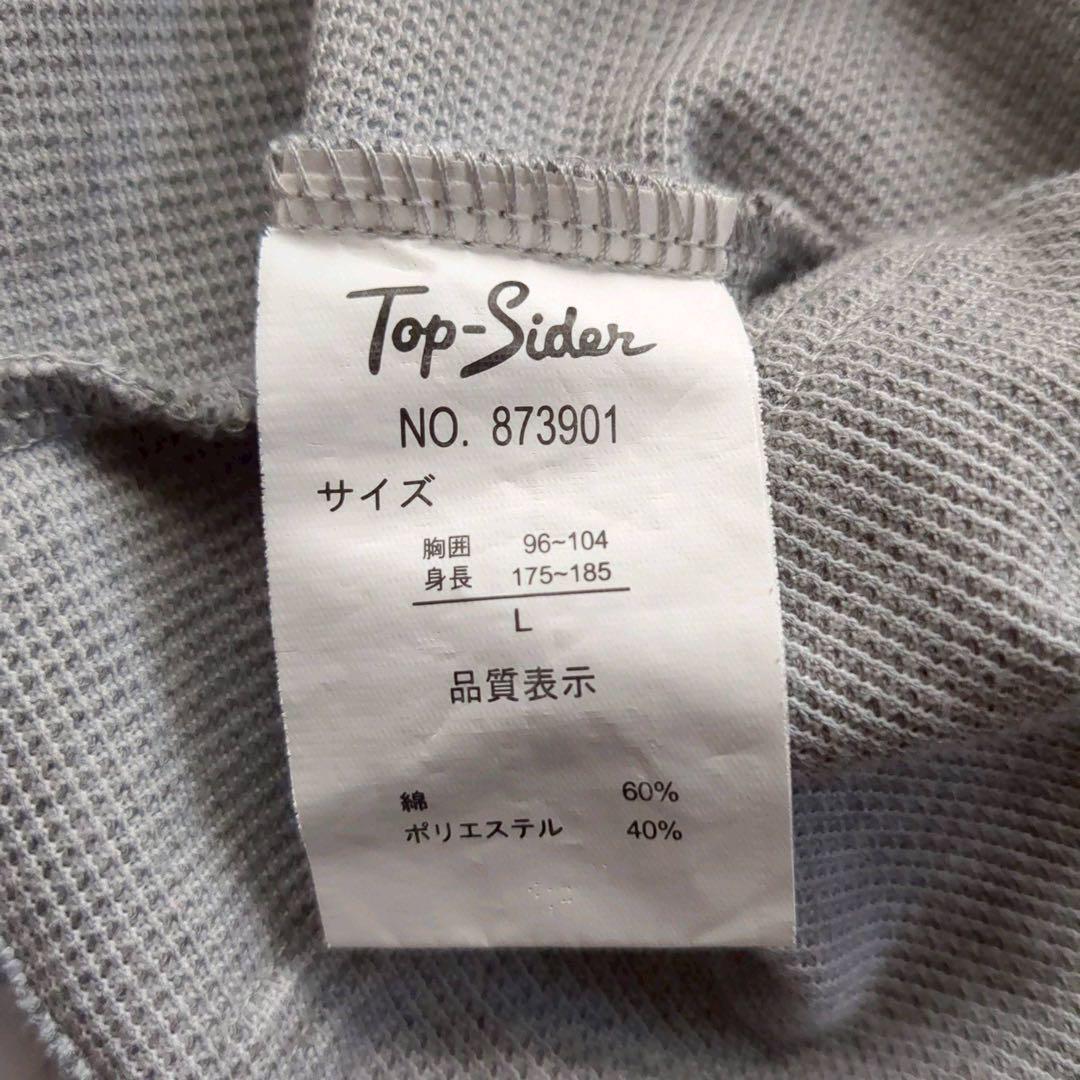 Top-Sider
NO. 873901
サイズ
胸囲 96~104
身長 175~185
L
品質表示
綿 60%
ポリエステル 40%